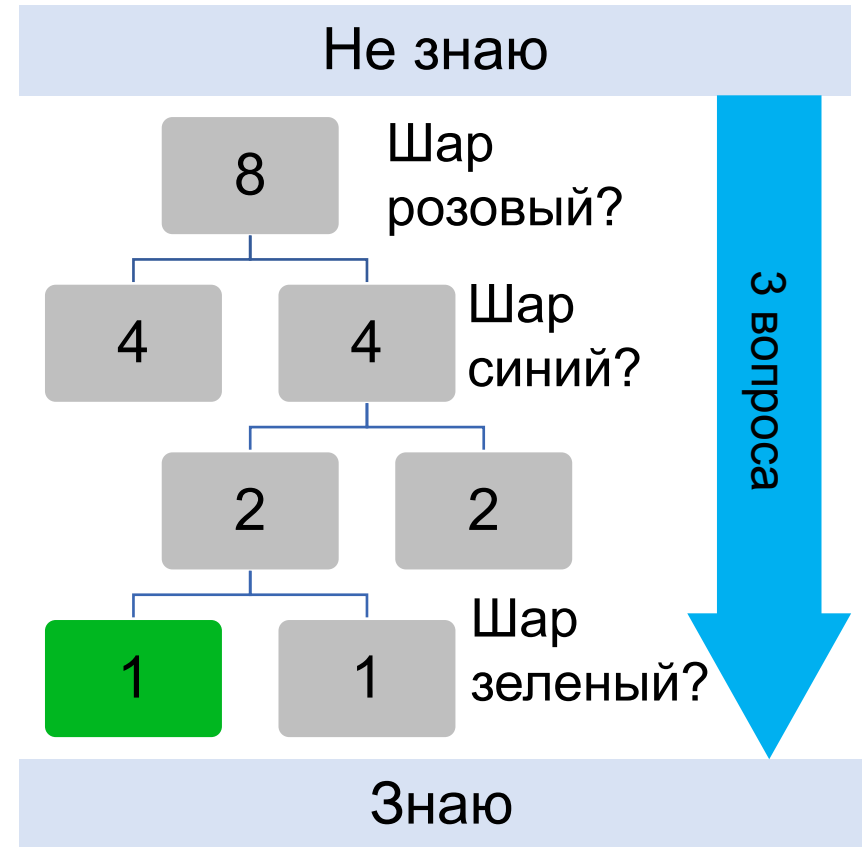 Не знаю
8
Шар
розовый?
4
4
Шар
синий?
3 вопроса
2
2
1
1
Шар
зеленый?
Знаю